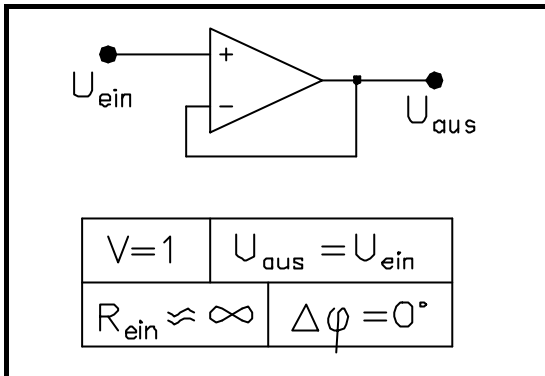 +
U_ein
−
U_aus
V=1 U_aus =U_ein
R_ein ≈ ∞ Δφ =0°